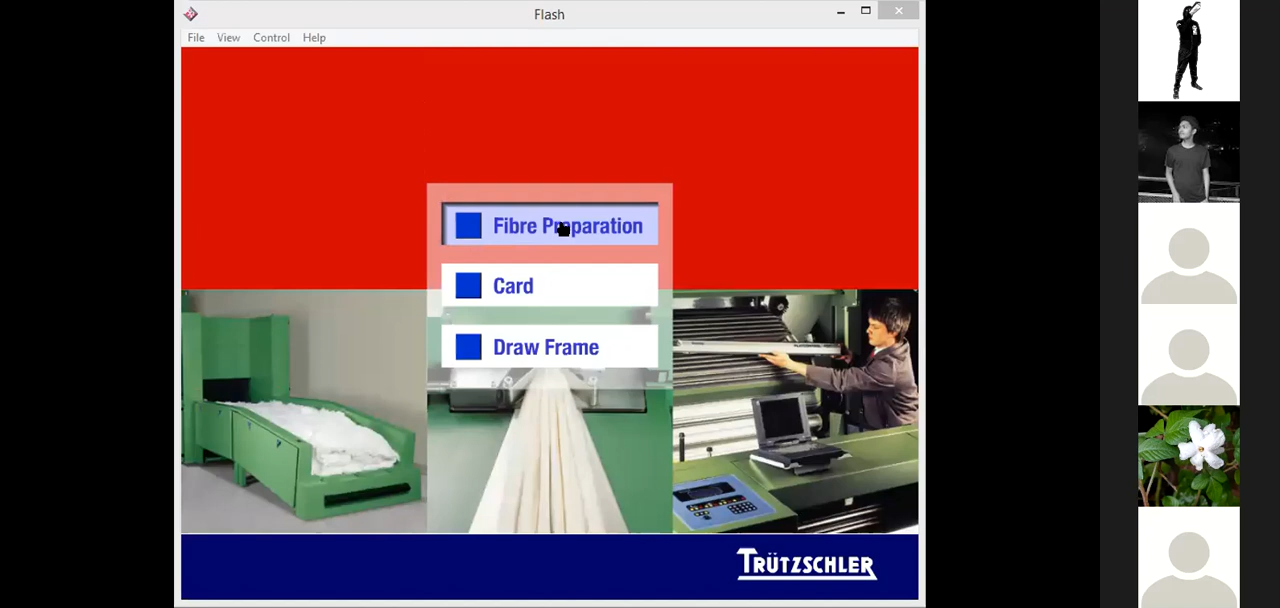 Flash
File View Control Help
Fibre Preparation
Card
Draw Frame
TRÜTZSCHLER